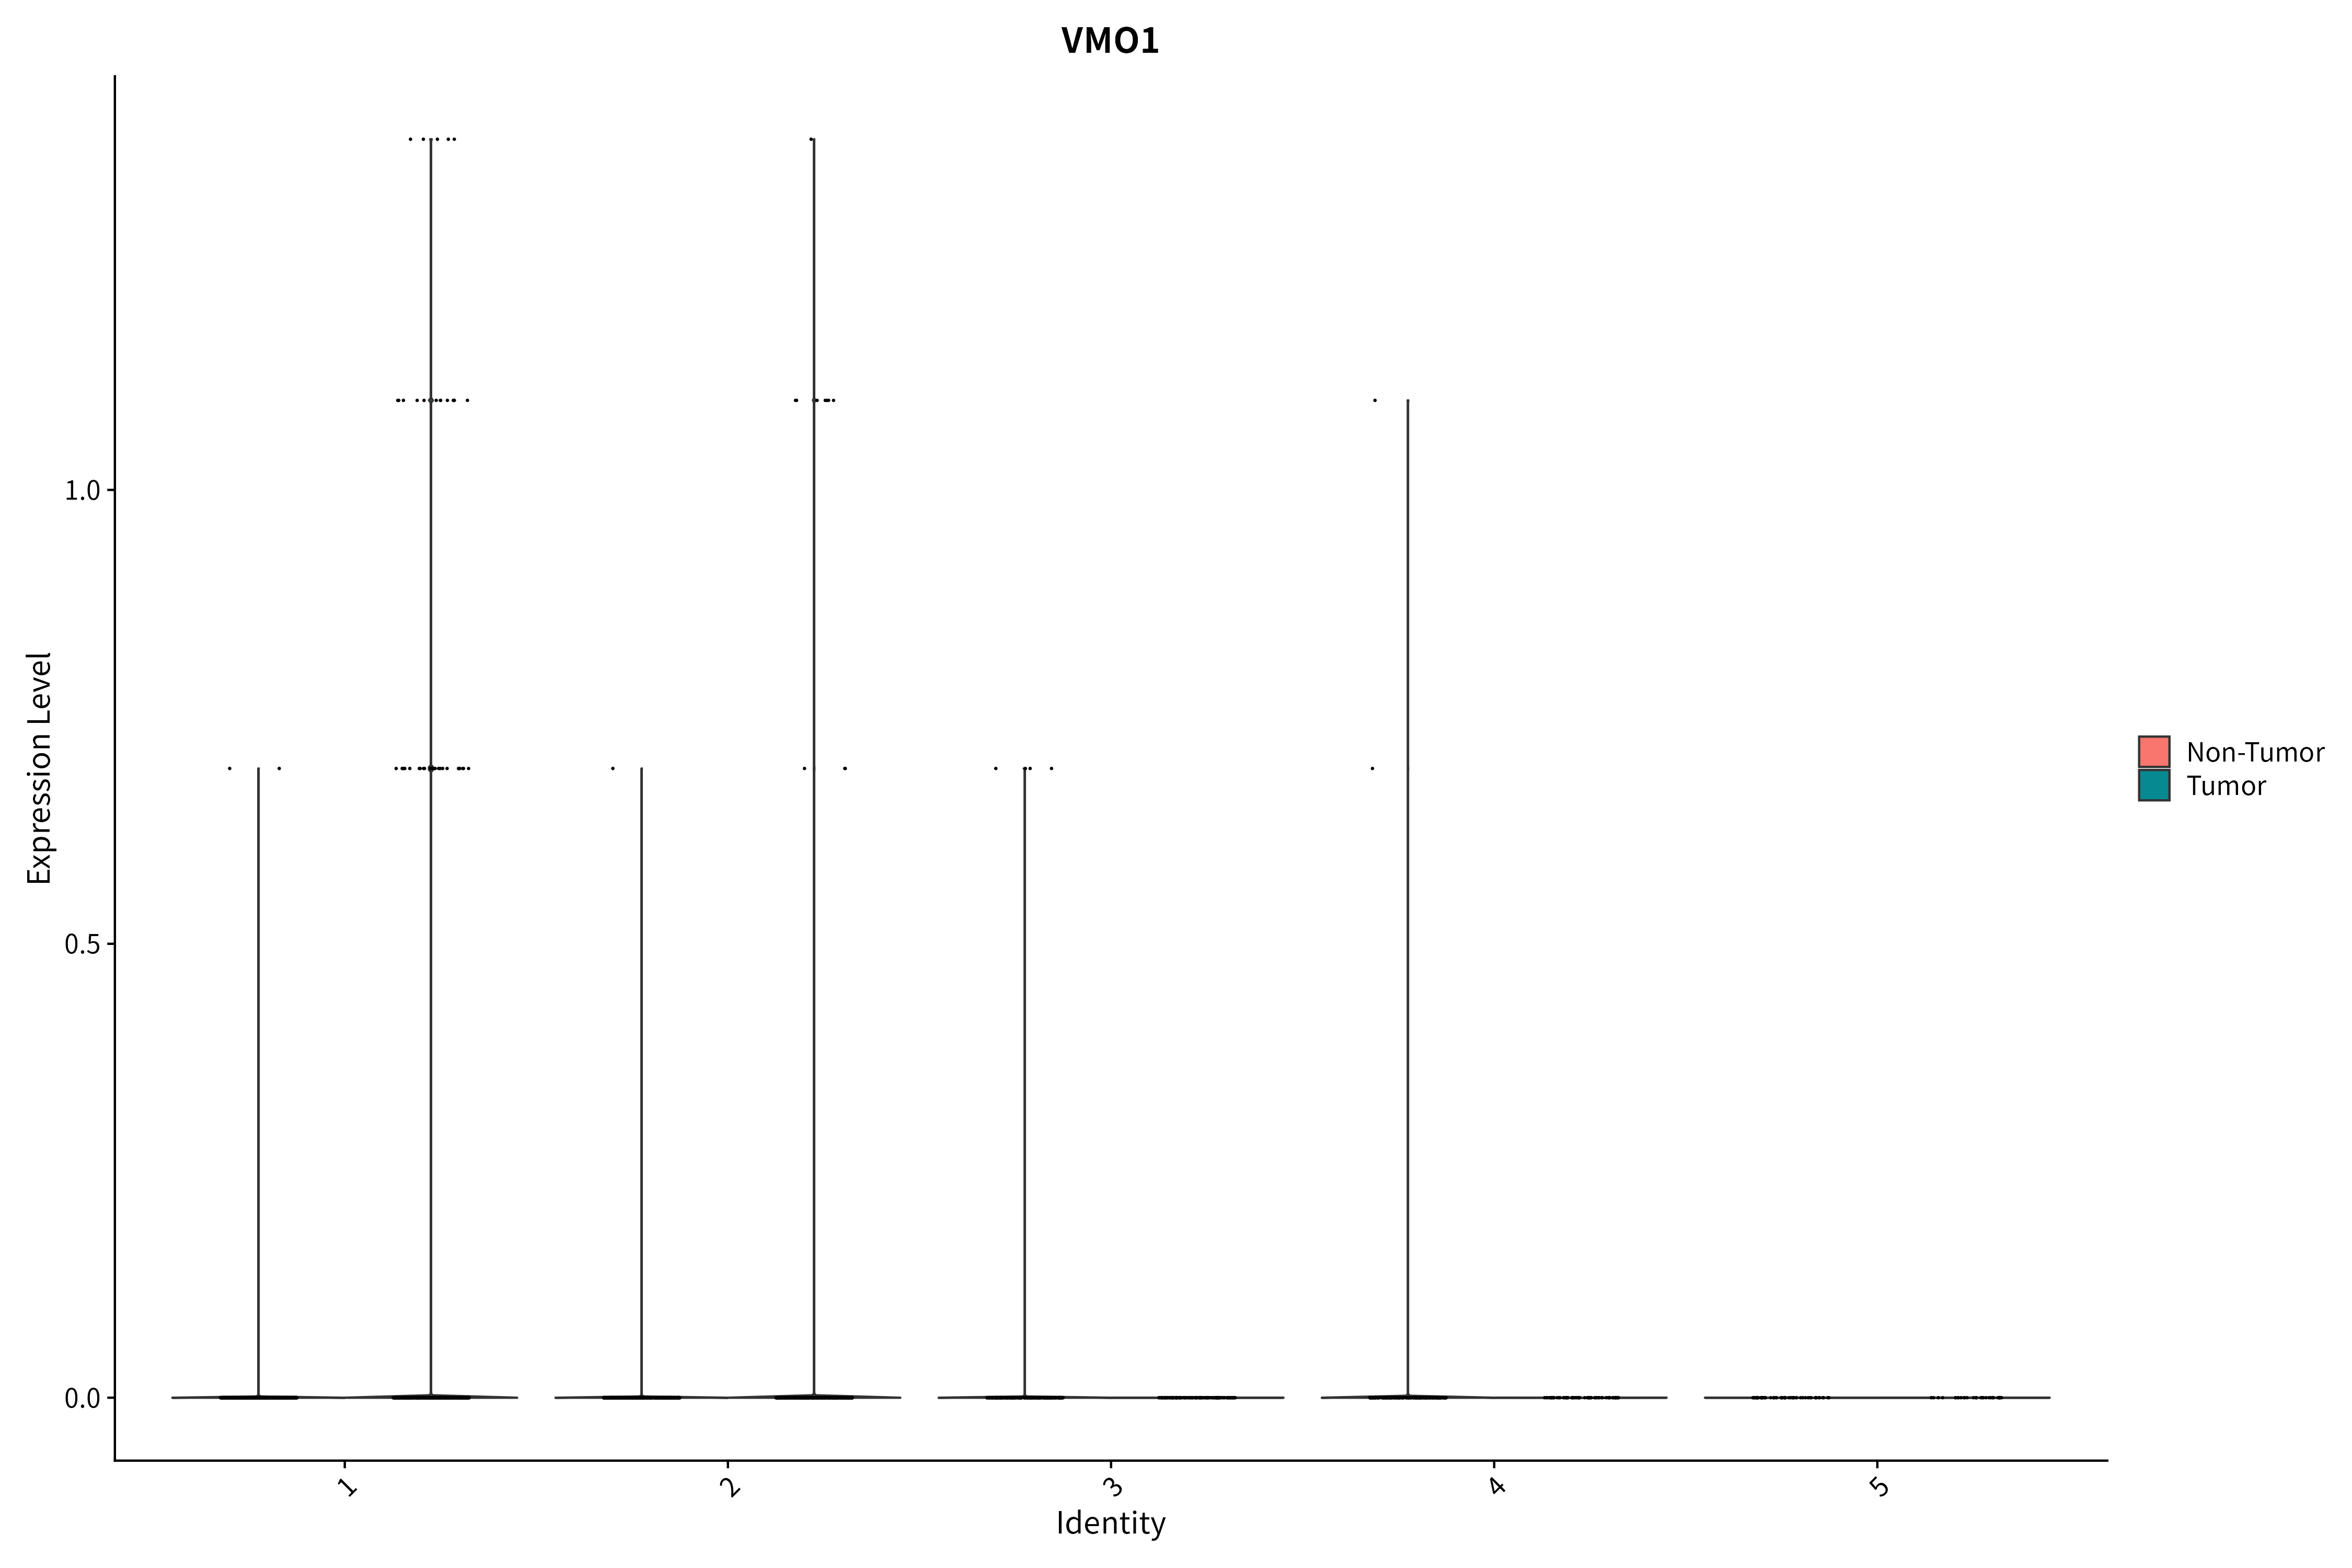 VMO1
Expression Level
1.0
0.5
0.0
1
2
3
4
5
Identity
Non-Tumor
Tumor